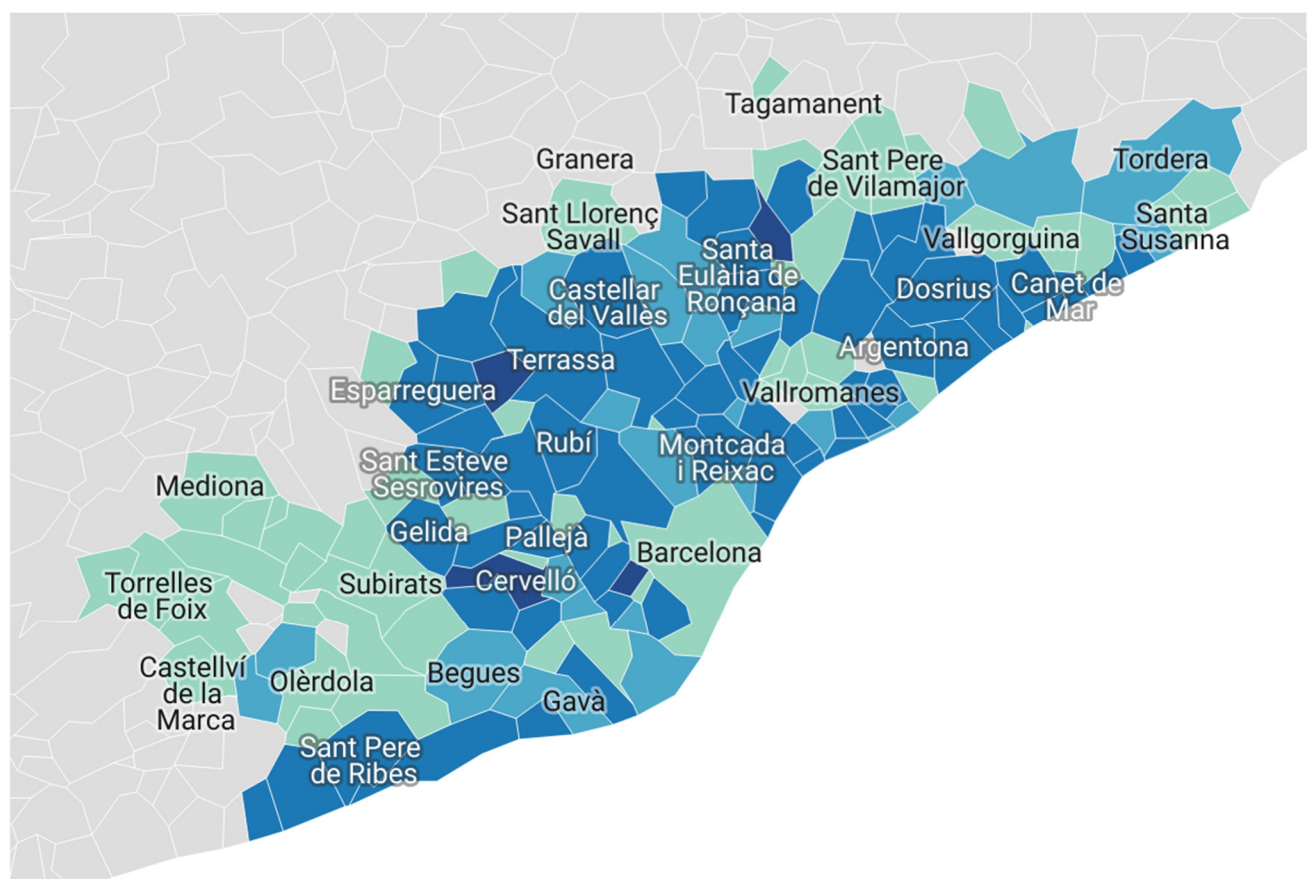 Tagamanent
Granera
Sant Pere
de Vilamajor
Tordera
Sant Llorenç
Savall
Santa
Susanna
Vallgorguina
Santa
Eulàlia de
Ronçana
Castellar
del Vallès
Dosrius
Canet de
Mar
Terrassa
Argentona
Esparreguera
Vallromanes
Rubí
Montcada
i Reixac
Sant Esteve
Sesrovires
Mediona
Gelida
Pallejà
Barcelona
Torrelles
de Foix
Subirats
Cervelló
Castellví
de la
Marca
Olèrdola
Begues
Gavà
Sant Pere
de Ribes